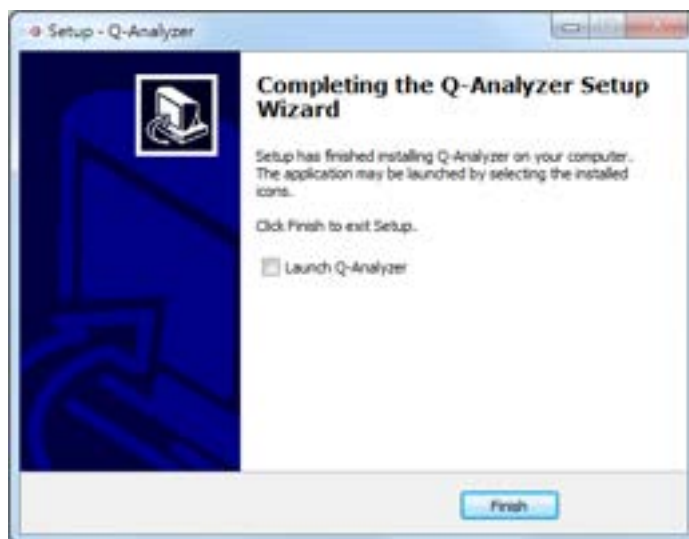 Setup - Q-Analyzer
Completing the Q-Analyzer Setup
Wizard
Setup has finished installing Q-Analyzer on your computer.
The application may be launched by selecting the installed
icons.
Click Finish to exit Setup.
Launch Q-Analyzer
Finish